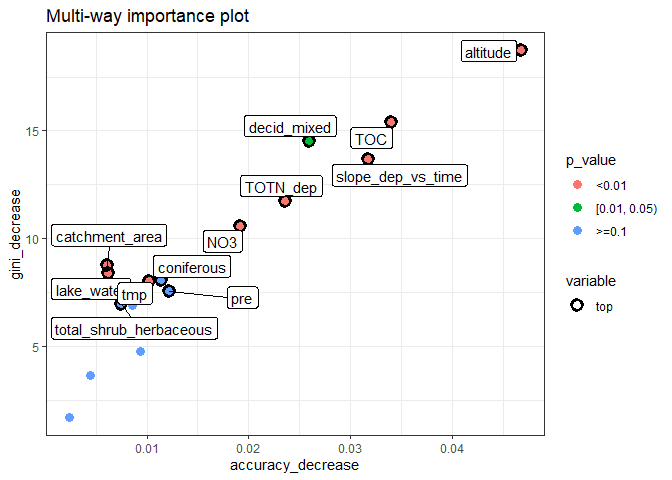 Multi-way importance plot
altitude
decid_mixed
TOC
slope_dep_vs_time
TOTN_dep
NO3
catchment_area
coniferous
lake_wate
tmp
pre
total_shrub_herbaceous
15
10
5
gini_decrease
0.01
0.02
0.03
0.04
accuracy_decrease
p_value
<0.01
[0.01, 0.05)
>=0.1
variable
top